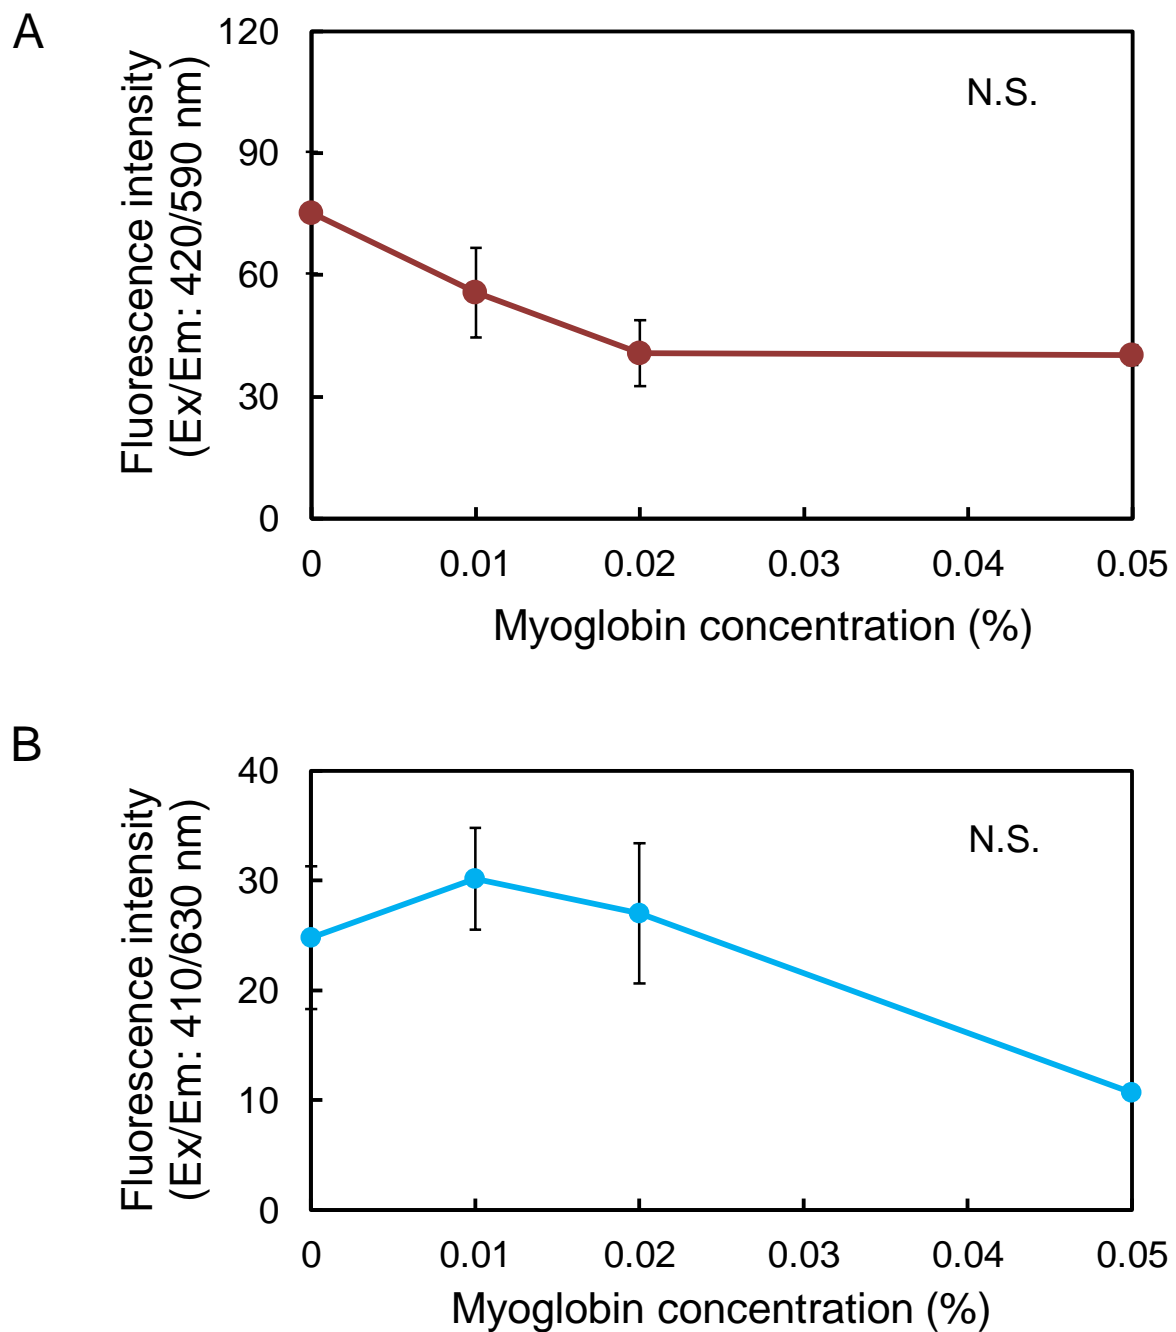 A
Fluorescence intensity
(Ex/Em: 420/590 nm)
120
90
60
30
0
N.S.
0 0.01 0.02 0.03 0.04 0.05
Myoglobin concentration (%)
B
Fluorescence intensity
(Ex/Em: 410/630 nm)
40
30
20
10
0
N.S.
0 0.01 0.02 0.03 0.04 0.05
Myoglobin concentration (%)